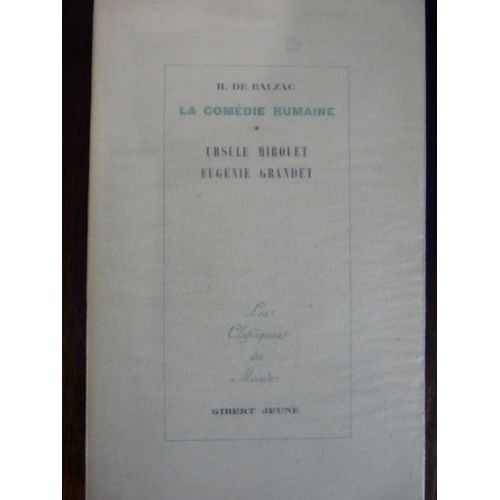 H. DE BALZAC
LA COMÉDIE HUMAINE
*
URSULE MIROUET
EUGÉNIE GRANDET
Les
Classiques
du
Monde
GIBERT JEUNE